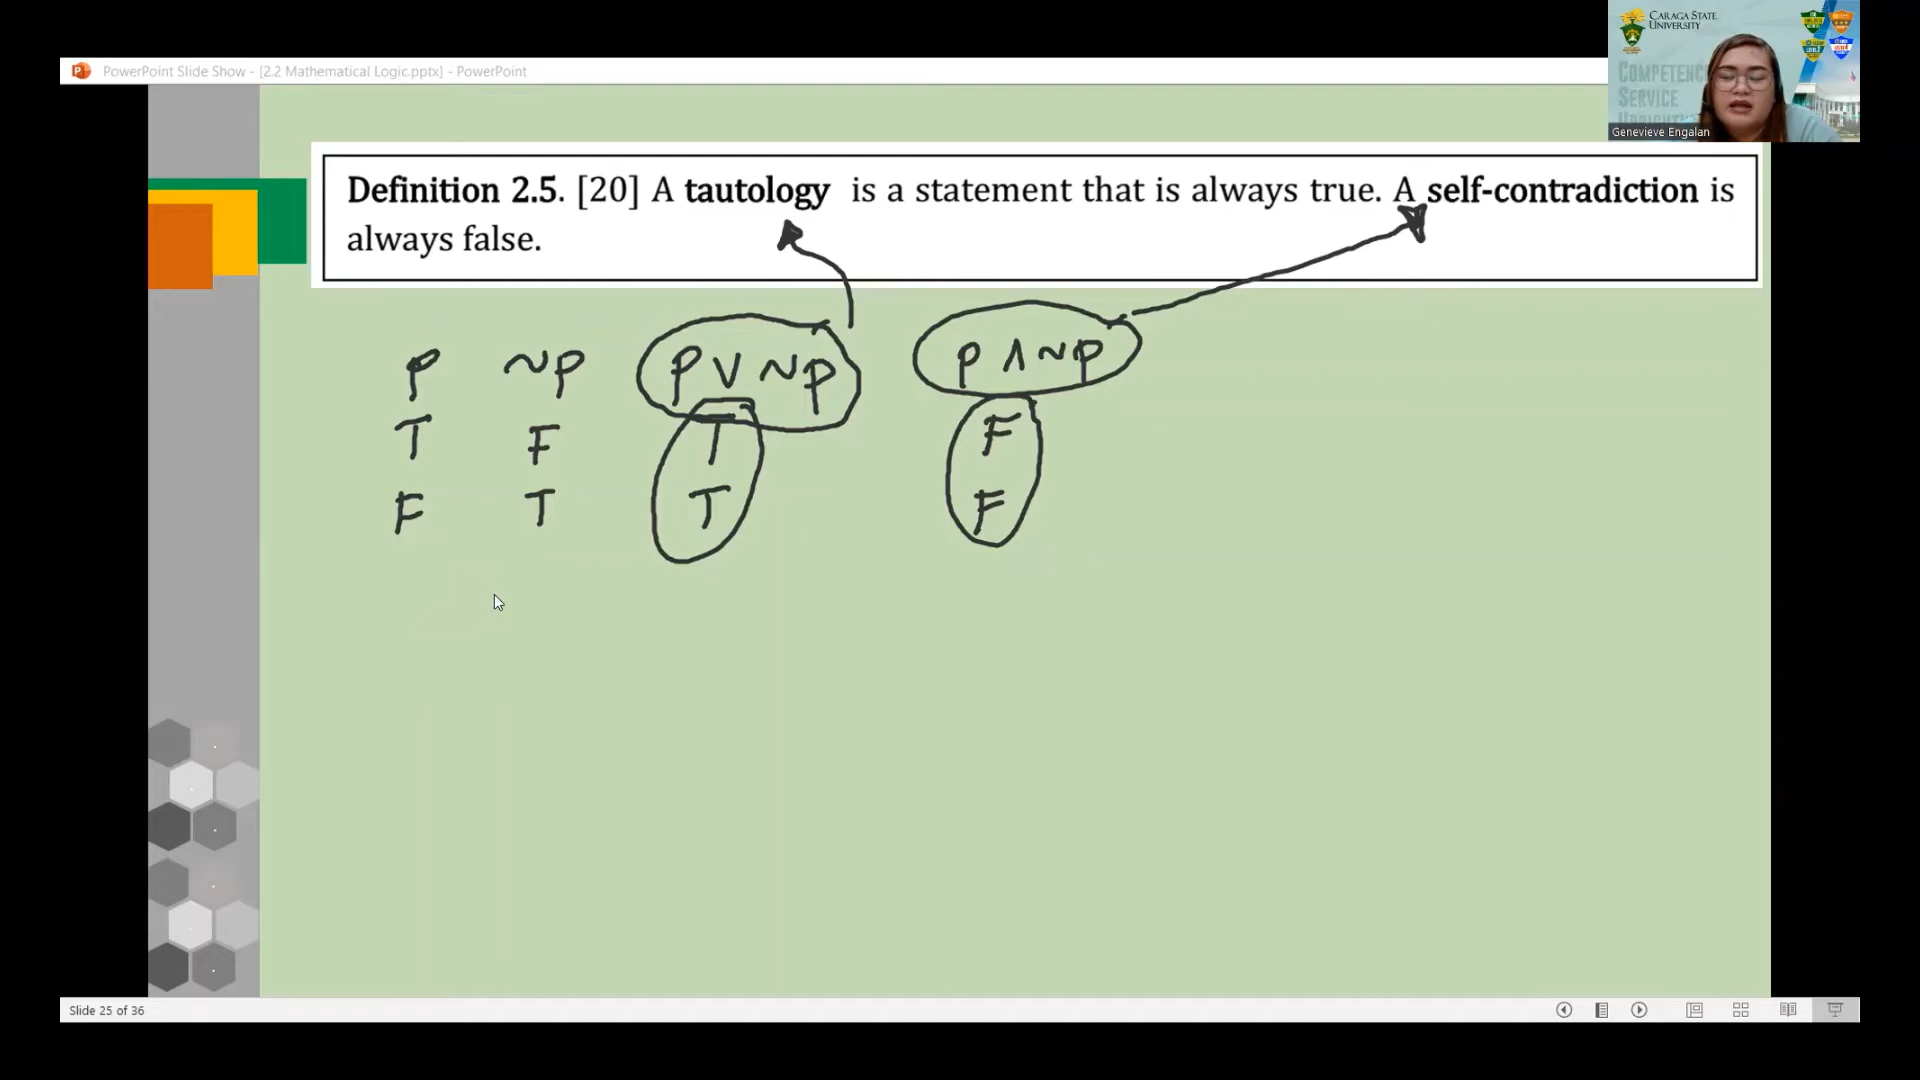 CARAGA STATE
UNIVERSITY
PowerPoint Slide Show - [2.2 Mathematical Logic.pptx] - PowerPoint
COMPETENC
SERVICE
Genevieve Engalan
Definition 2.5. [20] A tautology is a statement that is always true. A self-contradiction is
always false.
p ~p p ∨ ~p p ∧ ~p
T F T F
F T T F
Slide 25 of 36